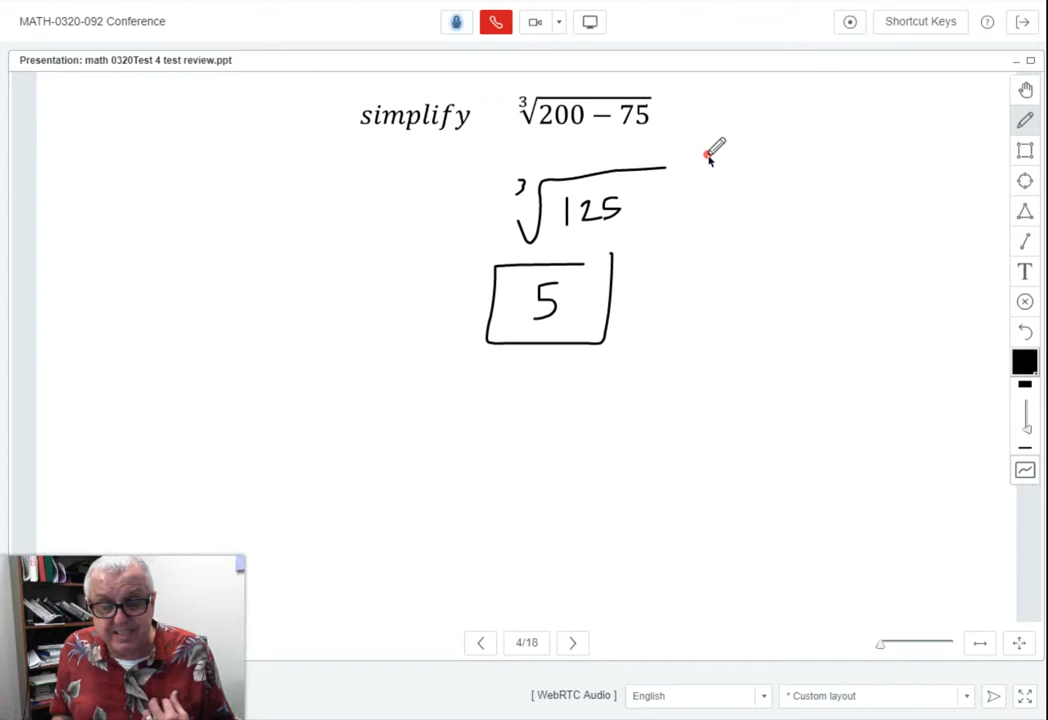 MATH-0320-092 Conference
Shortcut Keys
Presentation: math 0320Test 4 test review.ppt
simplify ∛(200 − 75)
∛125
5
T
4/18
[ WebRTC Audio ] English * Custom layout